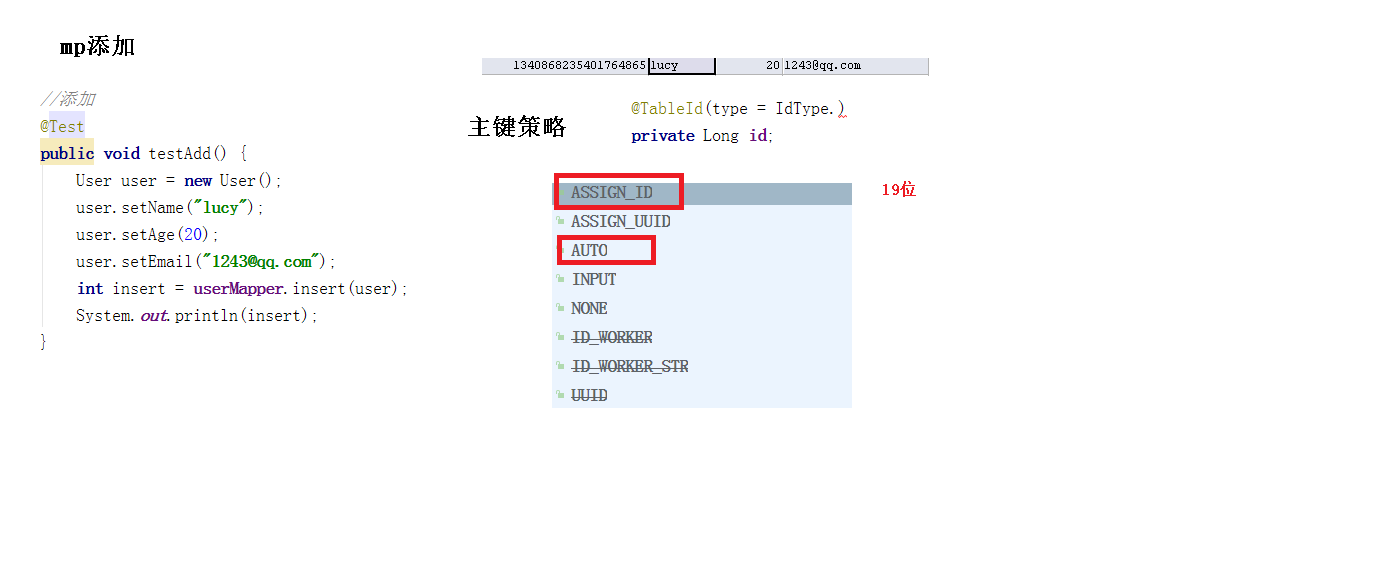 mp添加
//添加
@Test
public void testAdd() {
User user = new User();
user.setName("lucy");
user.setAge(20);
user.setEmail("1243@qq.com");
int insert = userMapper.insert(user);
System.out.println(insert);
}
1340868235401764865 lucy 20 1243@qq.com
主键策略
@TableId(type = IdType.)
private Long id;
ASSIGN_ID
19位
ASSIGN_UUID
AUTO
INPUT
NONE
ID_WORKER
ID_WORKER_STR
UUID